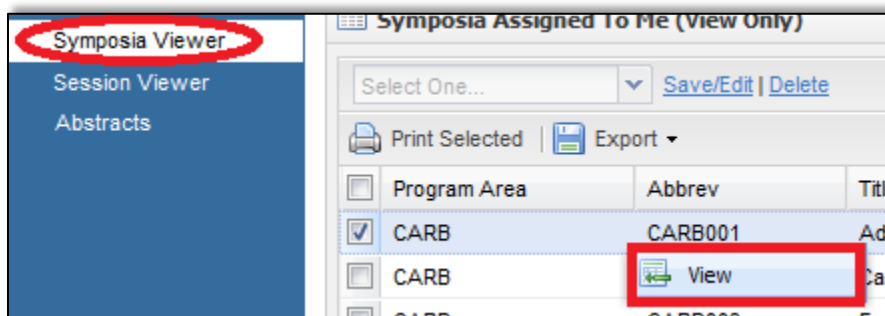 Symposia Viewer
Session Viewer
Abstracts
Symposia Assigned To Me (View Only)
Select One... Save/Edit | Delete
Print Selected | Export
Program Area Abbrev
CARB CARB001
CARB View